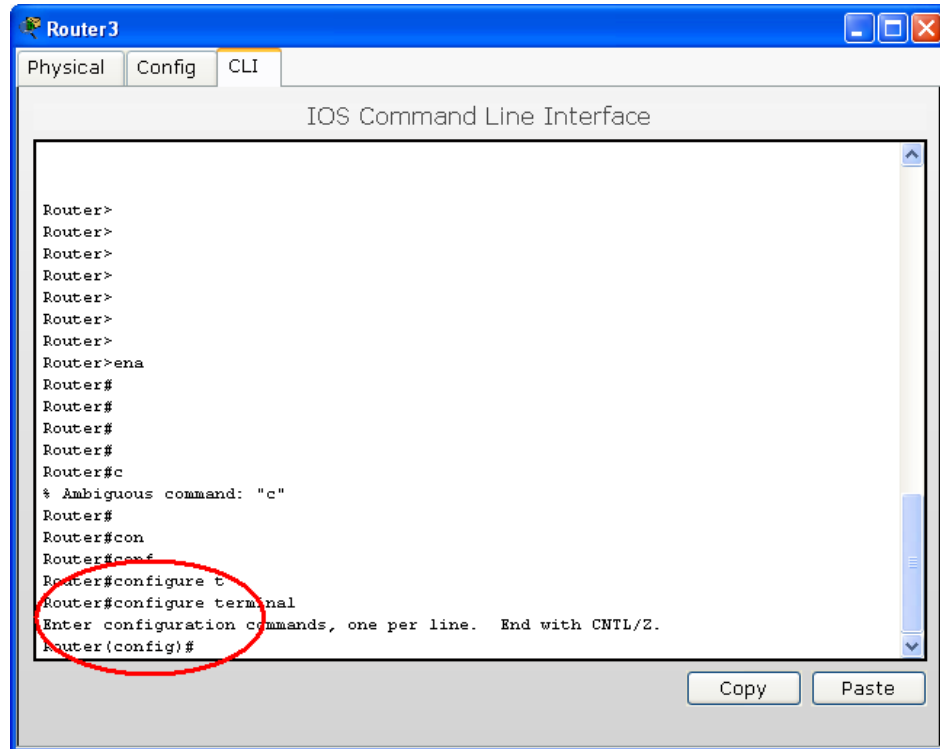 Router3
Physical Config CLI
IOS Command Line Interface
Router>
Router>
Router>
Router>
Router>
Router>
Router>
Router>ena
Router#
Router#
Router#
Router#
Router#c
% Ambiguous command: "c"
Router#
Router#con
Router#conf
Router#configure t
Router#configure terminal
Enter configuration commands, one per line.  End with CNTL/Z.
Router(config)#
Copy Paste